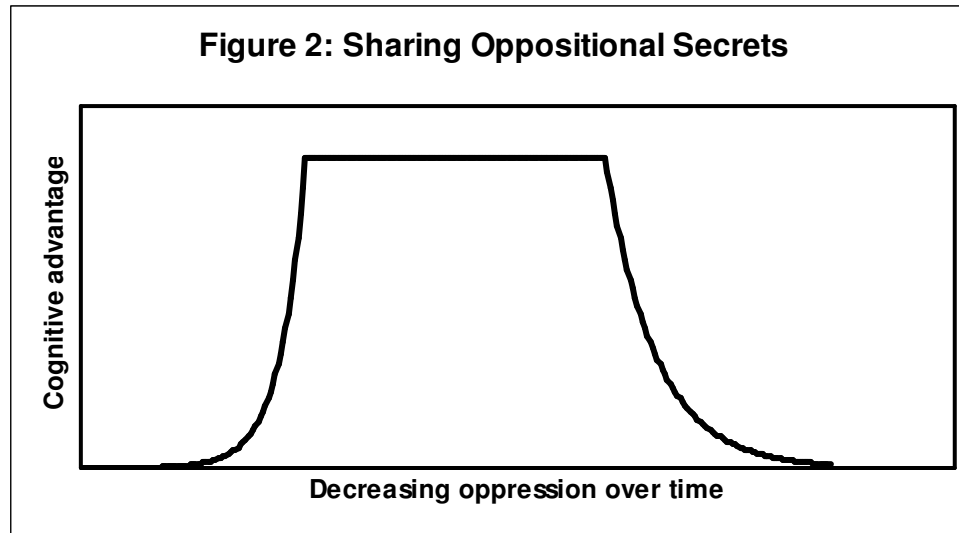 Figure 2: Sharing Oppositional Secrets
Cognitive advantage
Decreasing oppression over time